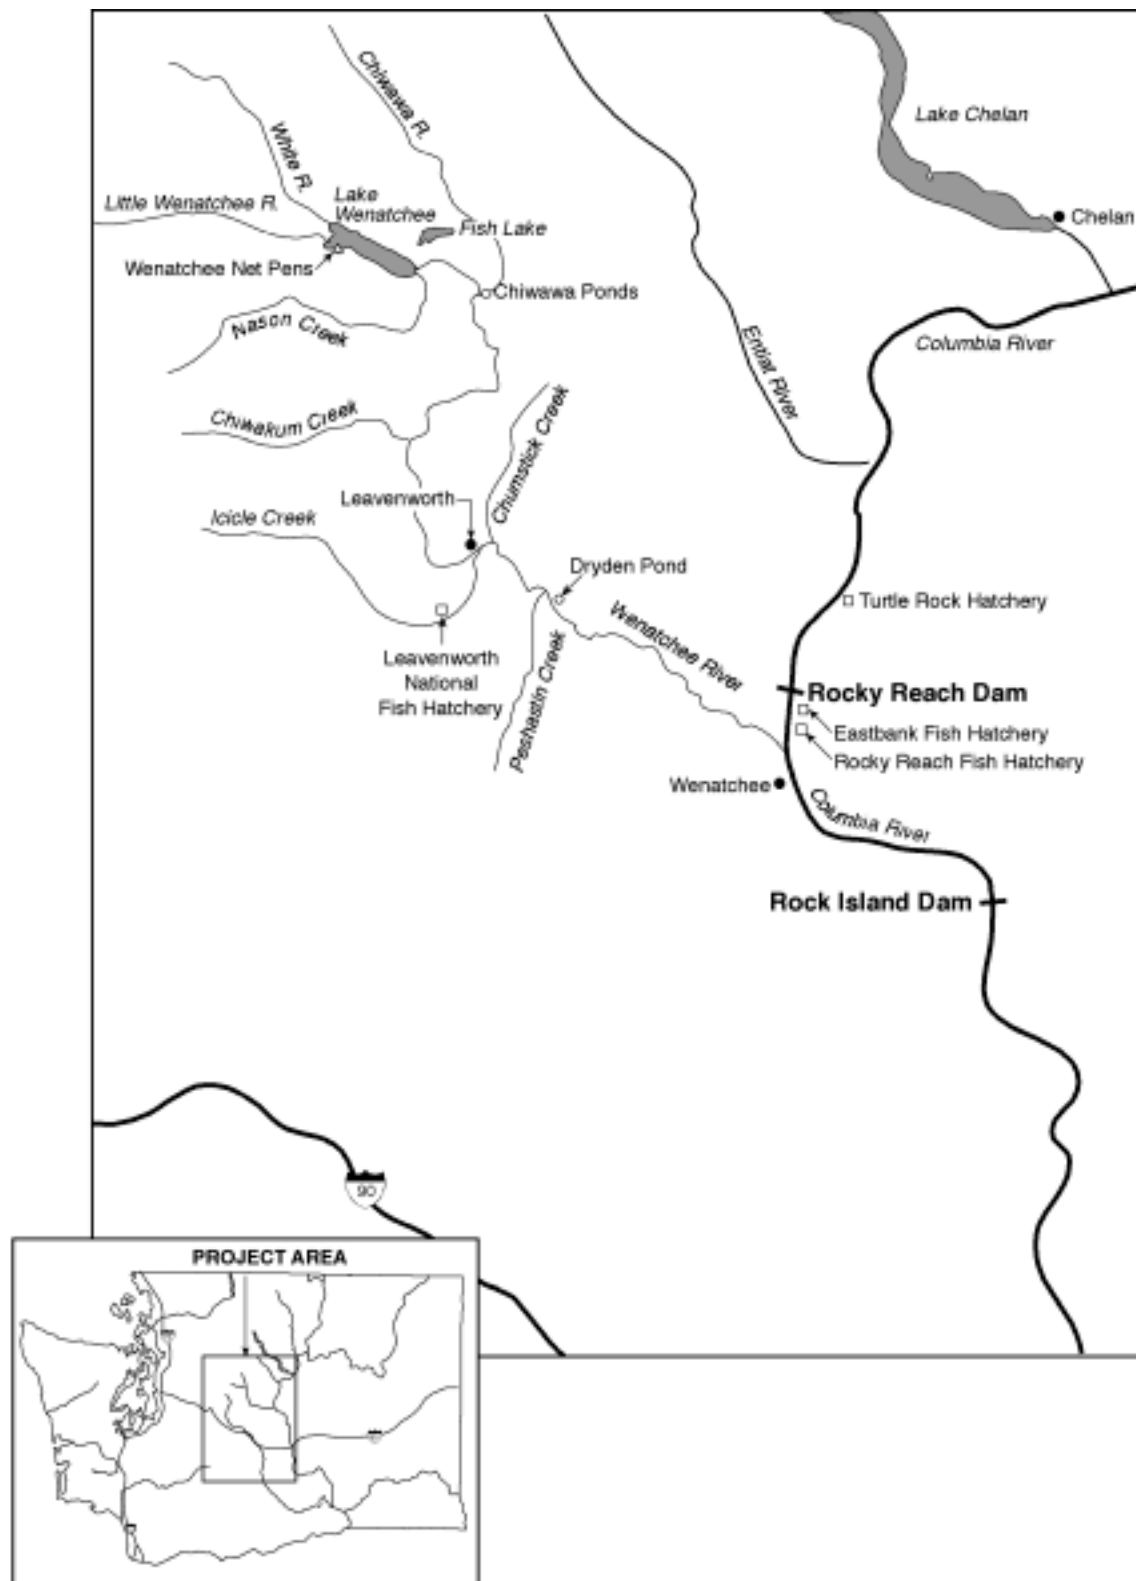 Chiwawa R.
Lake Chelan
White R.
Little Wenatchee R.
Lake
Wenatchee
Fish Lake
Chelan
Wenatchee Net Pens
Chiwawa Ponds
Nason Creek
Columbia River
Entiat River
Chiwakum Creek
Chumstick Creek
Leavenworth
Icicle Creek
Dryden Pond
Turtle Rock Hatchery
Wenatchee River
Leavenworth
National
Fish Hatchery
Peshastin Creek
Rocky Reach Dam
Eastbank Fish Hatchery
Rocky Reach Fish Hatchery
Wenatchee
Columbia River
Rock Island Dam
90
PROJECT AREA